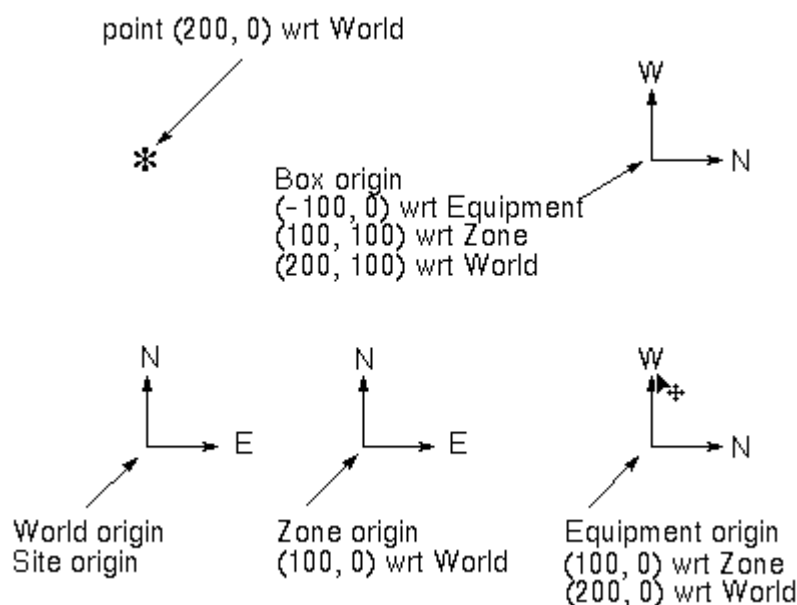 point (200, 0) wrt World
W
N
Box origin
(-100, 0) wrt Equipment
(100, 100) wrt Zone
(200, 100) wrt World
N
E
World origin
Site origin
N
E
Zone origin
(100, 0) wrt World
W
N
Equipment origin
(100, 0) wrt Zone
(200, 0) wrt World